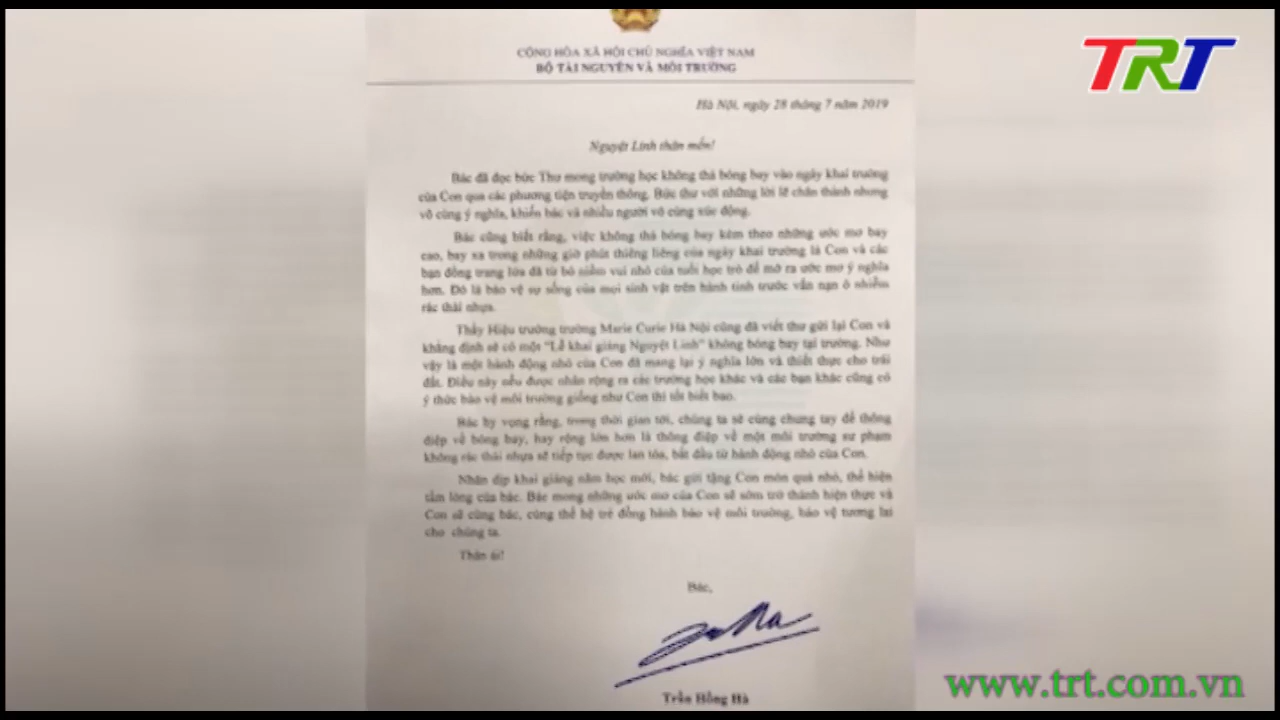 TRT
CỘNG HÒA XÃ HỘI CHỦ NGHĨA VIỆT NAM
BỘ TÀI NGUYÊN VÀ MÔI TRƯỜNG
Hà Nội, ngày 28 tháng 7 năm 2019
Nguyệt Linh thân mến!
Bác đã đọc bức Thư mong trường học không thả bóng bay vào ngày khai trường
của Con qua các phương tiện truyền thông. Bức thư với những lời lẽ chân thành nhưng
vô cùng ý nghĩa, khiến bác và nhiều người vô cùng xúc động.
Bác cũng biết rằng, việc không thả bóng bay kèm theo những ước mơ bay
cao, bay xa trong những giờ phút thiêng liêng của ngày khai trường là Con và các
bạn đồng trang lứa đã từ bỏ niềm vui nhỏ của tuổi học trò để mở ra ước mơ ý nghĩa
hơn. Đó là bảo vệ sự sống của mọi sinh vật trên hành tinh trước vấn nạn ô nhiễm
rác thải nhựa.
Thầy Hiệu trưởng trường Marie Curie Hà Nội cũng đã viết thư gửi lại Con và
khẳng định sẽ có một "Lễ khai giảng Nguyệt Linh" không bóng bay tại trường. Như
vậy là một hành động nhỏ của Con đã mang lại ý nghĩa lớn và thiết thực cho trái
đất. Điều này nếu được nhân rộng ra các trường học khác và các bạn khác cũng có
ý thức bảo vệ môi trường giống như Con thì tốt biết bao.
Bác hy vọng rằng, trong thời gian tới, chúng ta sẽ cùng chung tay để thông
điệp về bóng bay, hay rộng lớn hơn là thông điệp về một môi trường sư phạm
không rác thải nhựa sẽ tiếp tục được lan tỏa, bắt đầu từ hành động nhỏ của Con.
Nhân dịp khai giảng năm học mới, bác gửi tặng Con món quà nhỏ, thể hiện
tấm lòng của bác. Bác mong những ước mơ của Con sẽ sớm trở thành hiện thực và
Con sẽ cùng bác, cùng thế hệ trẻ đồng hành bảo vệ môi trường, bảo vệ tương lai
cho chúng ta.
Thân ái!
Bác,
Trần Hồng Hà
www.trt.com.vn